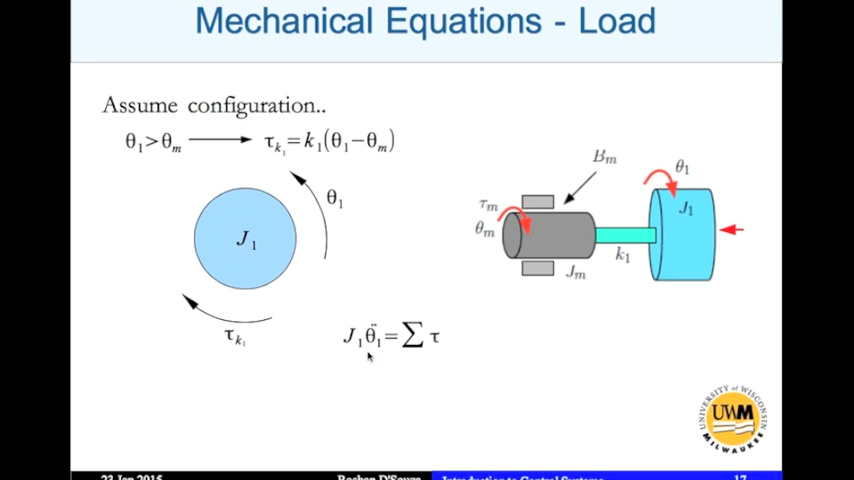 Mechanical Equations - Load
Assume configuration..
θ₁>θₘ ⟶ τₖ₁=k₁(θ₁−θₘ)
θ₁
J₁
τₖ₁
J₁θ̈₁=∑ τ
Bₘ
θ₁
τₘ
θₘ
J₁
k₁
Jₘ
UNIVERSITY of WISCONSIN
UWM
MILWAUKEE
23 Jan 2015 Roshan D'Souza Introduction to Control Systems 17